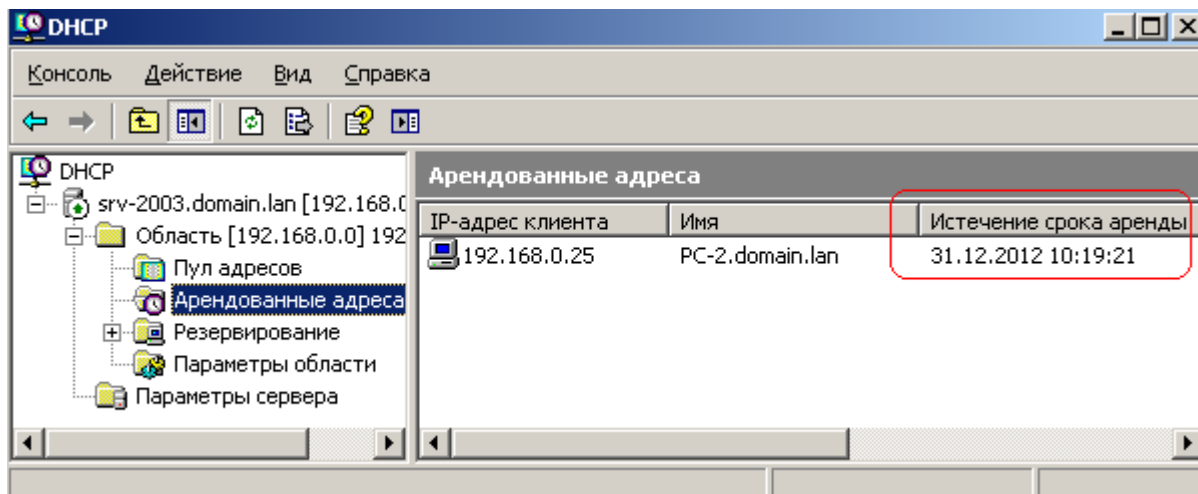 DHCP
Консоль Действие Вид Справка
DHCP
srv-2003.domain.lan [192.168.0
Область [192.168.0.0] 192
Пул адресов
Арендованные адреса
Резервирование
Параметры области
Параметры сервера
Арендованные адреса
IP-адрес клиента Имя Истечение срока аренды
192.168.0.25 PC-2.domain.lan 31.12.2012 10:19:21